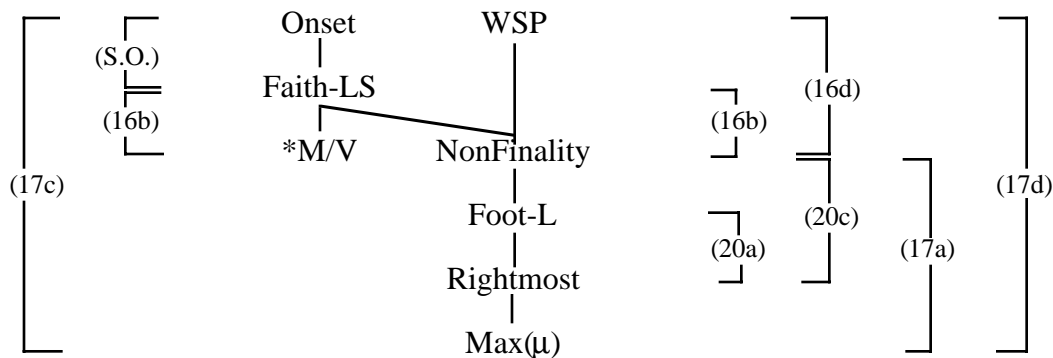 Onset WSP
(S.O.)
Faith-LS
(16d)
(16b) (16b)
*M/V NonFinality
(17c) (17d)
Foot-L (20c)
(20a) (17a)
Rightmost
Max(μ)